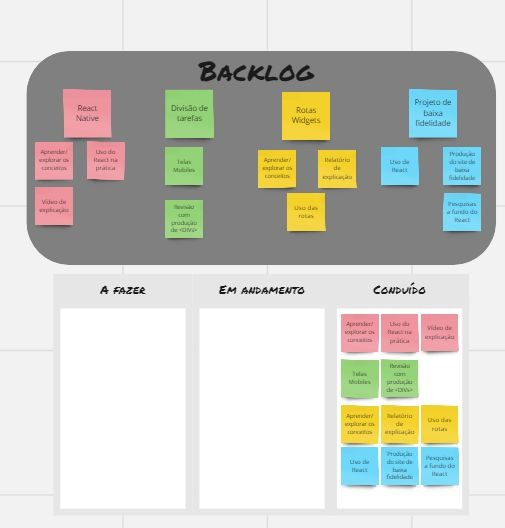 Backlog
React
Native
Divisão de
tarefas
Rotas
Widgets
Projeto de
baixa
fidelidade
Aprender/
explorar os
conceitos
Uso do
React na
prática
Vídeo de
explicação
Telas
Mobiles
Revisão
com
produção
de <DIVs>
Aprender/
explorar os
conceitos
Relatório
de
explicação
Uso das
rotas
Uso de
React
Produção
do site de
baixa
fidelidade
Pesquisas
a fundo do
React
A fazer
Em andamento
Conduído
Aprender/
explorar os
conceitos
Uso do
React na
prática
Vídeo de
explicação
Telas
Mobiles
Revisão
com
produção
de <DIVs>
Aprender/
explorar os
conceitos
Relatório
de
explicação
Uso das
rotas
Uso de
React
Produção
do site de
baixa
fidelidade
Pesquisas
a fundo do
React